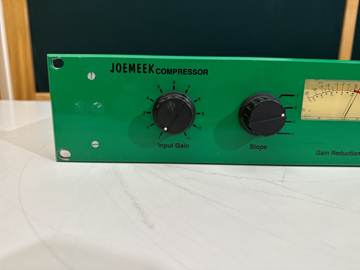 JOEMEEK COMPRESSOR
Input Gain
Slope
Gain Reduction